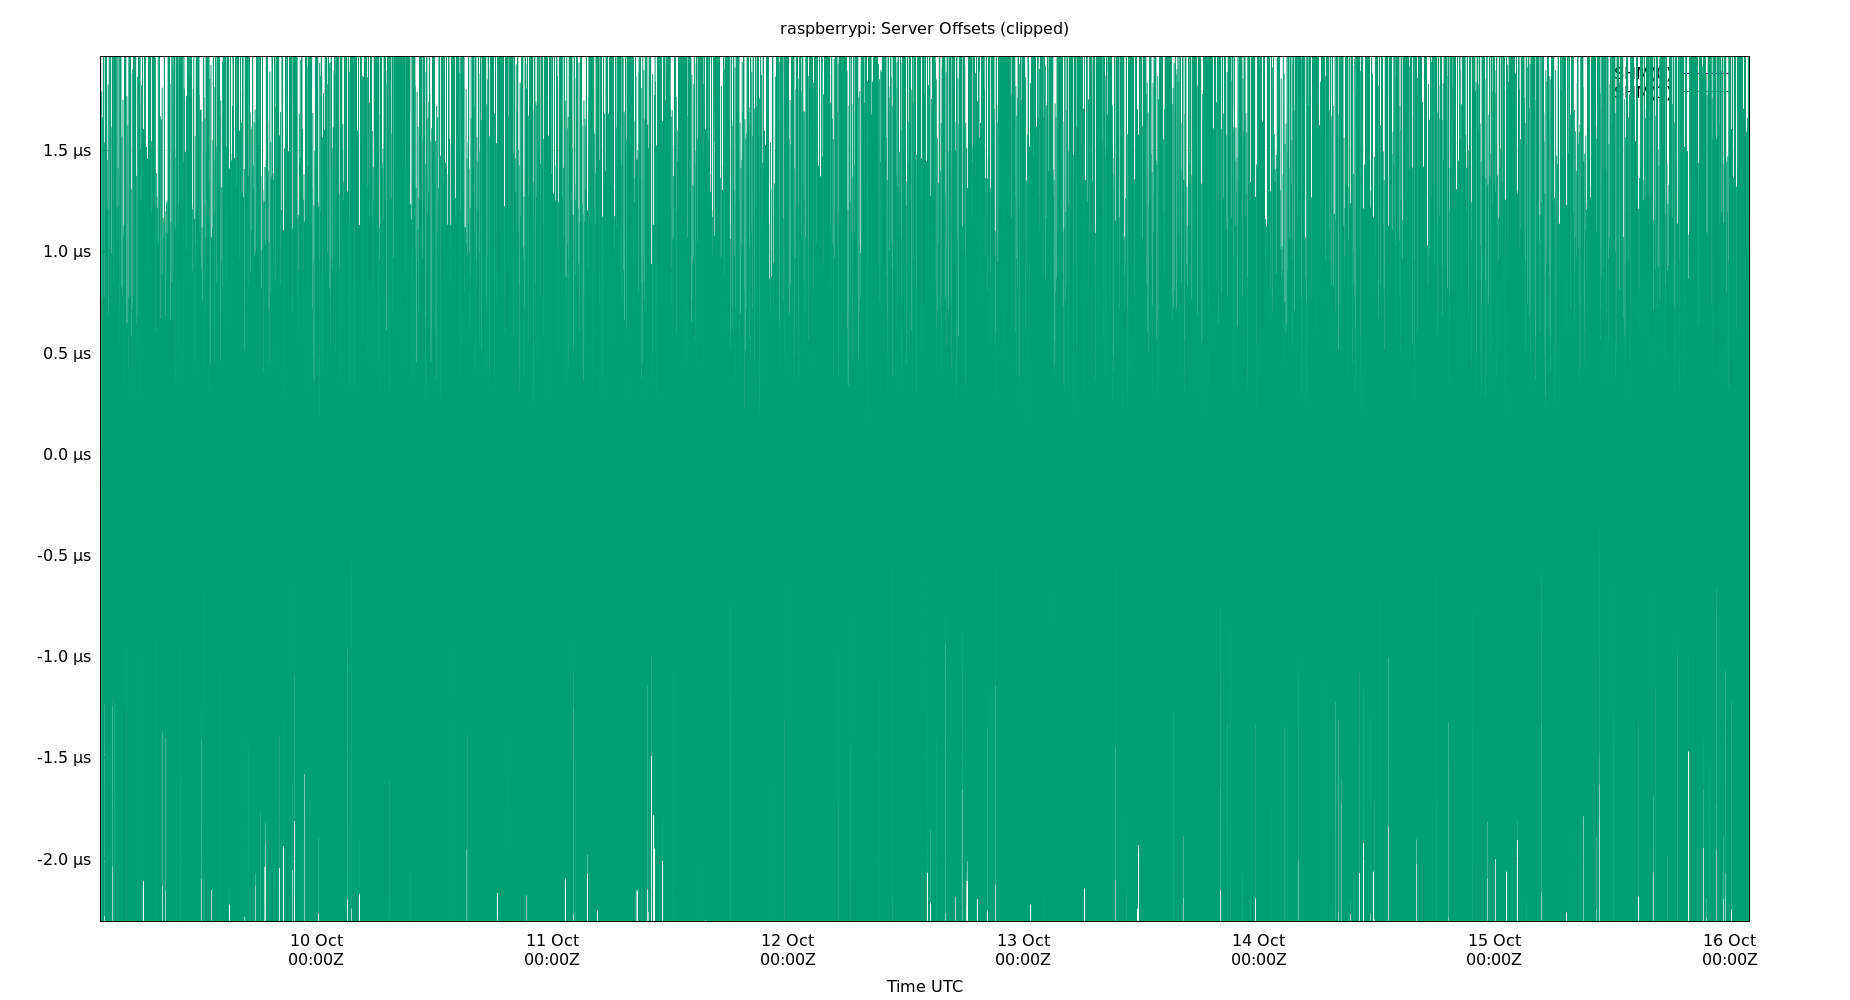 raspberrypi: Server Offsets (clipped)
SHM(0)
1.5 µs
1.0 µs
0.5 µs
0.0 µs
-0.5 µs
-1.0 µs
-1.5 µs
-2.0 µs
10 Oct 11 Oct 12 Oct 13 Oct 14 Oct 15 Oct 16 Oct
00:00Z 00:00Z 00:00Z 00:00Z 00:00Z 00:00Z 00:00Z
Time UTC